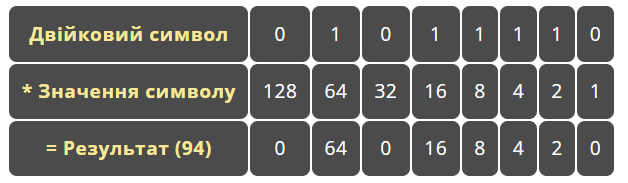 Двійковий символ 0 1 0 1 1 1 1 0
* Значення символу 128 64 32 16 8 4 2 1
= Результат (94) 0 64 0 16 8 4 2 0